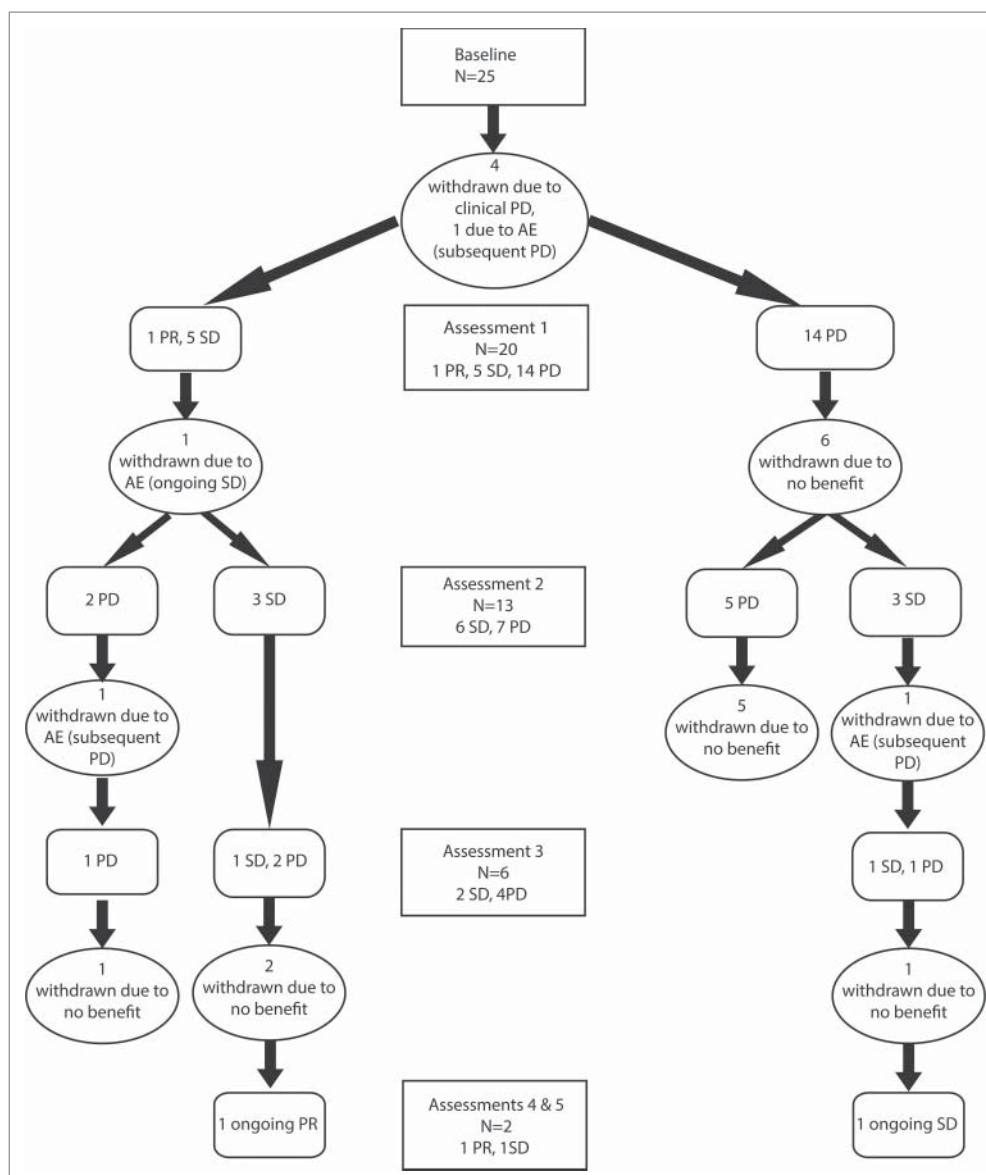 Baseline
N=25
4
withdrawn due to
clinical PD,
1 due to AE
(subsequent PD)
1 PR, 5 SD
Assessment 1
N=20
1 PR, 5 SD, 14 PD
14 PD
1
withdrawn due to
AE (ongoing SD)
6
withdrawn due to
no benefit
2 PD
3 SD
Assessment 2
N=13
6 SD, 7 PD
5 PD
3 SD
1
withdrawn due to
AE (subsequent
PD)
5
withdrawn due to
no benefit
1
withdrawn due to
AE (subsequent
PD)
1 PD
1 SD, 2 PD
Assessment 3
N=6
2 SD, 4PD
1 SD, 1 PD
1
withdrawn due to
no benefit
2
withdrawn due to
no benefit
1
withdrawn due to
no benefit
1 ongoing PR
Assessments 4 & 5
N=2
1 PR, 1SD
1 ongoing SD